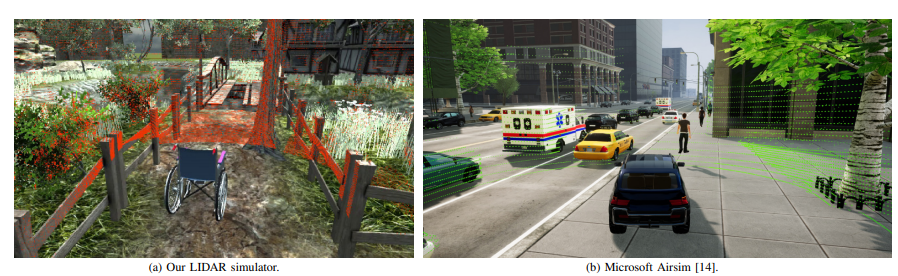 (a) Our LIDAR simulator.
(b) Microsoft Airsim [14].